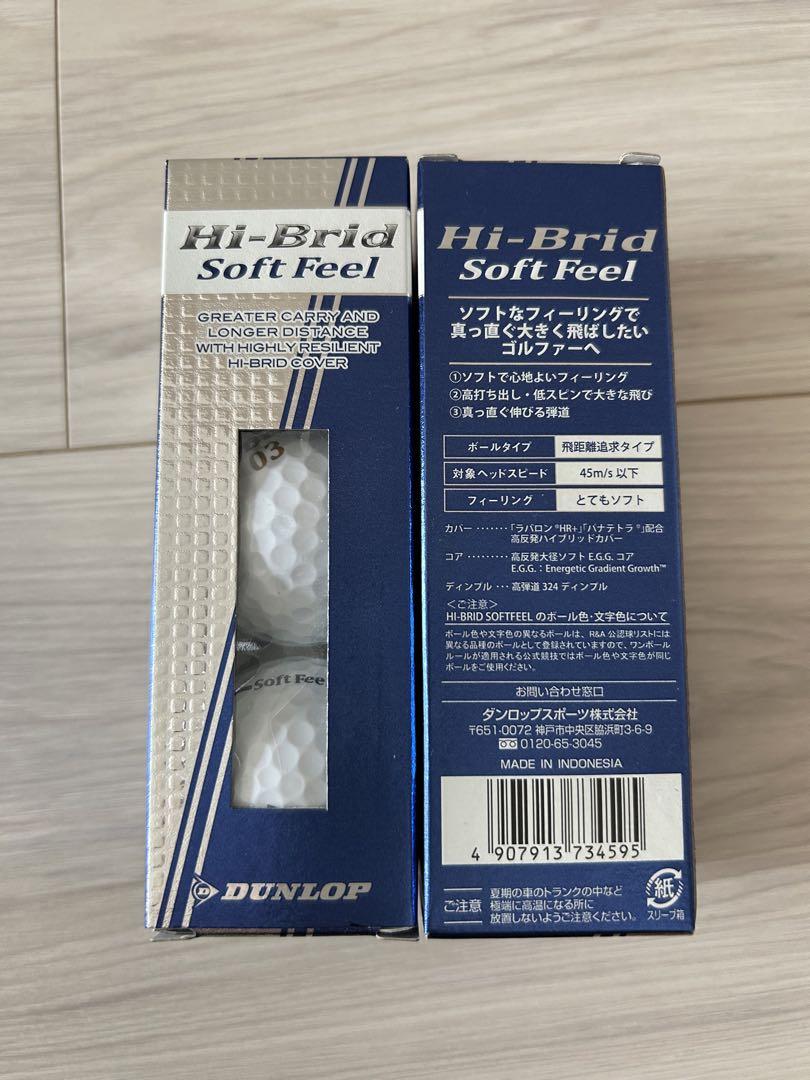 Hi-Brid
Soft Feel
GREATER CARRY AND
LONGER DISTANCE
WITH HIGHLY RESILIENT
HI-BRID COVER
03
Soft Fee
DUNLOP
Hi-Brid
Soft Feel
ソフトなフィーリングで
真っ直ぐ大きく飛ばしたい
ゴルファーへ
①ソフトで心地よいフィーリング
②高打ち出し・低スピンで大きな飛び
③真っ直ぐ伸びる弾道
ボールタイプ 飛距離追求タイプ
対象ヘッドスピード 45m/s 以下
フィーリング とてもソフト
カバー ······· 「ラバロン®HR+」「パナテトラ®」配合
高反発ハイブリッドカバー
コア ········· 高反発大径ソフト E.G.G. コア
E.G.G.：Energetic Gradient Growth™
ディンプル ··· 高弾道 324 ディンプル
＜ご注意＞
HI-BRID SOFTFEEL のボール色・文字色について
ボール色や文字色の異なるボールは、R&A 公認球リストには
異なる品種のボールとして登録されていますので、ワンボール
ルールが適用される公式競技ではボール色や文字色が同じ
ボールをご使用ください。
お問い合わせ窓口
ダンロップスポーツ株式会社
〒651-0072 神戸市中央区脇浜町3-6-9
0120-65-3045
MADE IN INDONESIA
4 907913 734595
ご注意
夏期の車のトランクの中など
極端に高温になる所に
放置しないようご注意ください。
紙
スリーブ箱